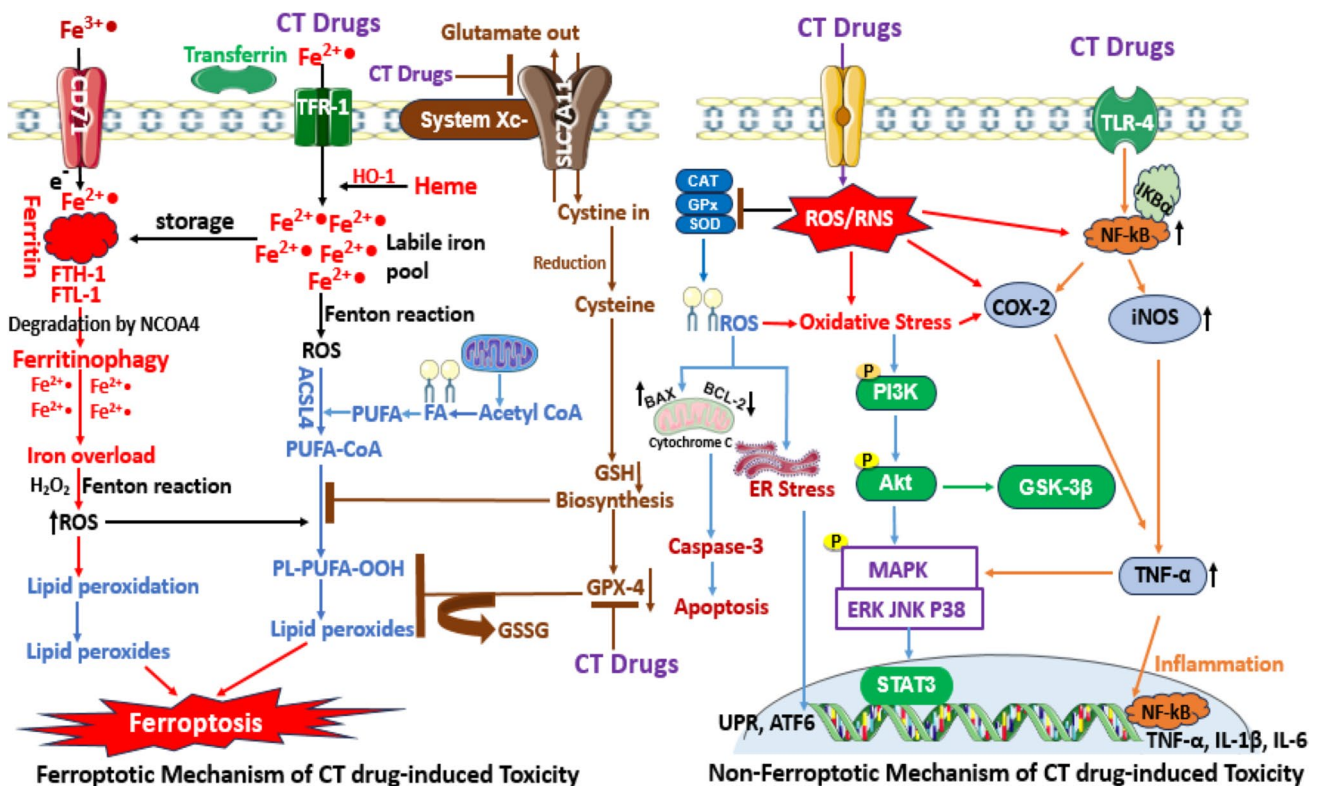 Fe3+
CD71
e-
Fe2+
Ferritin
FTH-1
FTL-1
Degradation by NCOA4
Ferritinophagy
Fe2+ Fe2+
Fe2+ Fe2+
Iron overload
H2O2 Fenton reaction
↑ROS
Lipid peroxidation
Lipid peroxides
Ferroptosis
Transferrin
CT Drugs
Fe2+
TFR-1
HO-1
Heme
storage
Fe2+ Fe2+
Fe2+ Fe2+
Fe2+
Labile iron
pool
Fenton reaction
ROS
ACSL4
PUFA
FA
Acetyl CoA
PUFA-CoA
PL-PUFA-OOH
Lipid peroxides
Glutamate out
CT Drugs
System Xc-
SLC7A11
Cystine in
Reduction
Cysteine
GSH
Biosynthesis
GPX-4
GSSG
CT Drugs
Ferroptotic Mechanism of CT drug-induced Toxicity
CT Drugs
CT Drugs
TLR-4
IKBα
NF-kB
CAT
GPx
SOD
ROS/RNS
ROS
Oxidative Stress
COX-2
iNOS
BAX
BCL-2
Cytochrome C
ER Stress
Caspase-3
Apoptosis
P
PI3K
P
Akt
GSK-3β
P
MAPK
ERK JNK P38
TNF-α
Inflammation
STAT3
NF-kB
UPR, ATF6
TNF-α, IL-1β, IL-6
Non-Ferroptotic Mechanism of CT drug-induced Toxicity